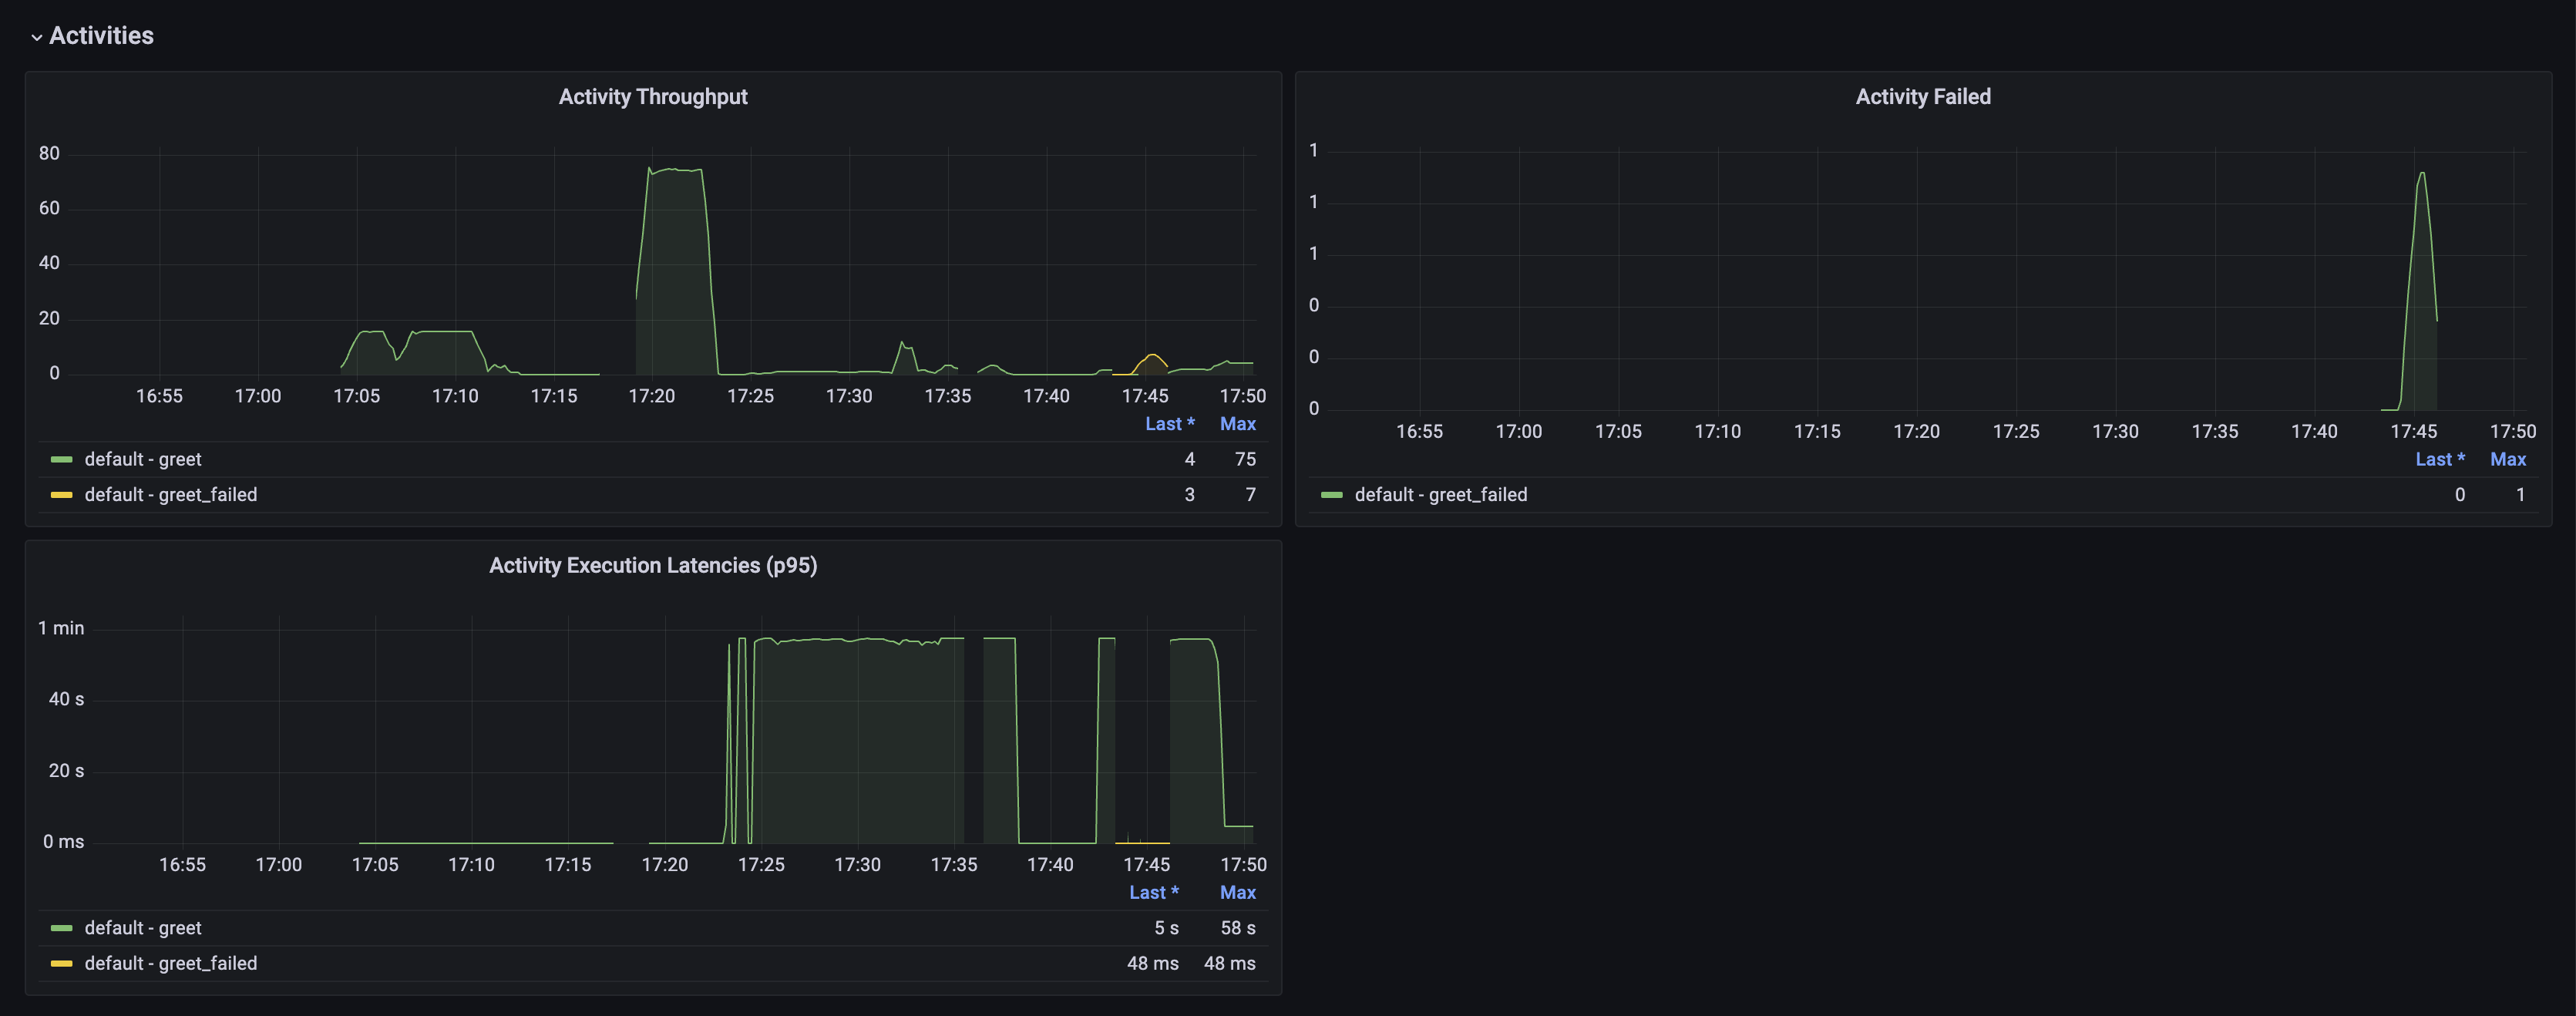 Activities
Activity Throughput
80
60
40
20
0
16:55 17:00 17:05 17:10 17:15 17:20 17:25 17:30 17:35 17:40 17:45 17:50
Last * Max
default - greet 4 75
default - greet_failed 3 7
Activity Failed
1
1
1
0
0
0
16:55 17:00 17:05 17:10 17:15 17:20 17:25 17:30 17:35 17:40 17:45 17:50
Last * Max
default - greet_failed 0 1
Activity Execution Latencies (p95)
1 min
40 s
20 s
0 ms
16:55 17:00 17:05 17:10 17:15 17:20 17:25 17:30 17:35 17:40 17:45 17:50
Last * Max
default - greet 5 s 58 s
default - greet_failed 48 ms 48 ms